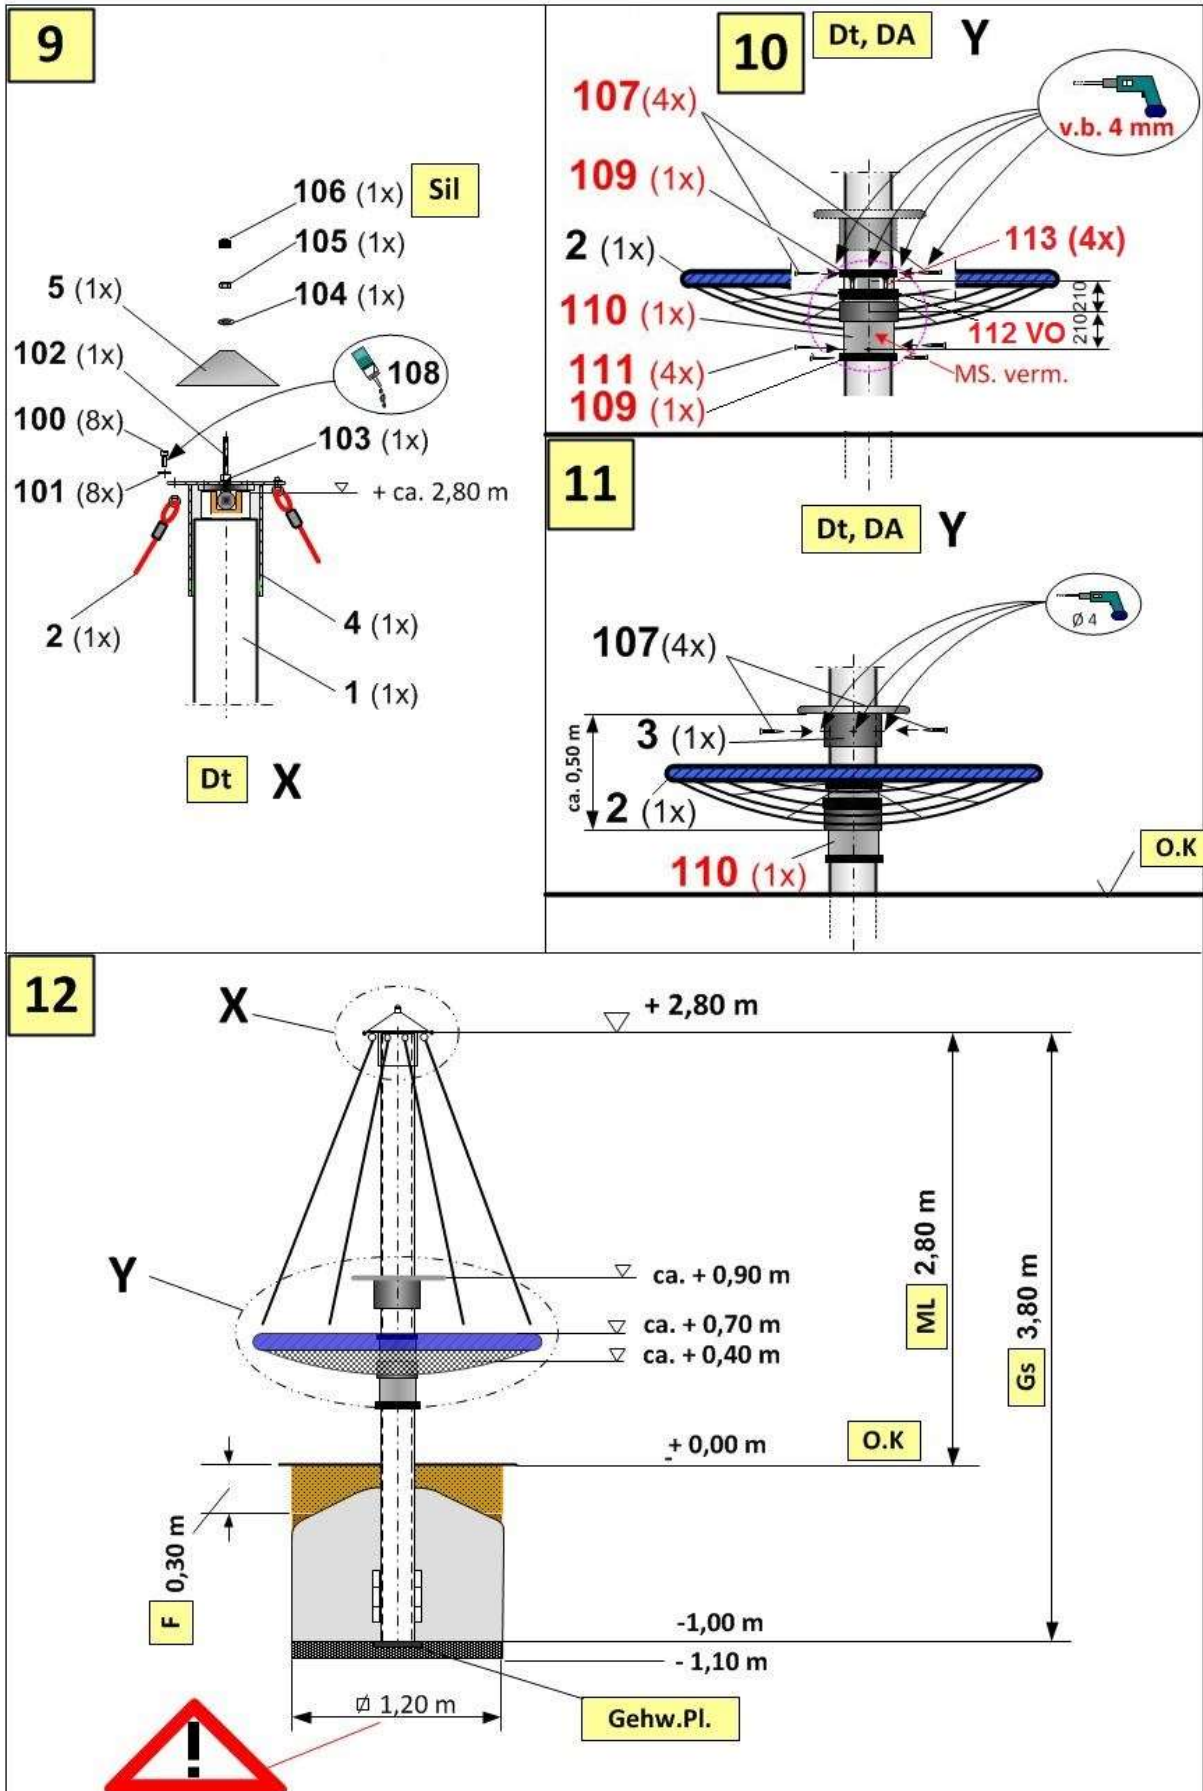 9
106 (1x) Sil
105 (1x)
5 (1x)
104 (1x)
102 (1x)
108
100 (8x)
103 (1x)
101 (8x)
+ ca. 2,80 m
2 (1x)
4 (1x)
1 (1x)
Dt X
10
Dt, DA Y
107(4x)
v.b. 4 mm
109 (1x)
113 (4x)
2 (1x)
210
110 (1x)
112 VO
210
111 (4x)
MS. verm.
109 (1x)
11
Dt, DA Y
Ø 4
107(4x)
3 (1x)
ca. 0,50 m
2 (1x)
O.K
110 (1x)
12
X
+ 2,80 m
Y
ca. + 0,90 m
ML 2,80 m
ca. + 0,70 m
ca. + 0,40 m
Gs 3,80 m
+ 0,00 m
O.K
F 0,30 m
-1,00 m
- 1,10 m
1,20 m
Gehw.Pl.
!